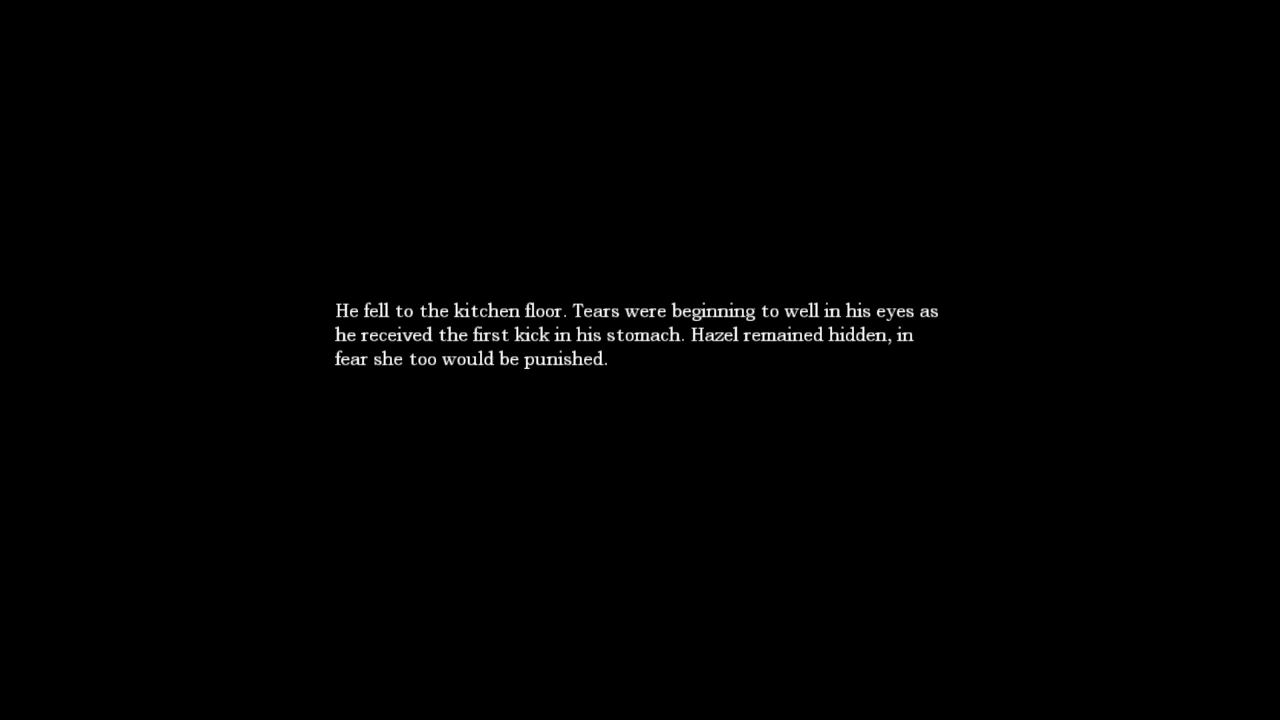 He fell to the kitchen floor. Tears were beginning to well in his eyes as
he received the first kick in his stomach. Hazel remained hidden, in
fear she too would be punished.